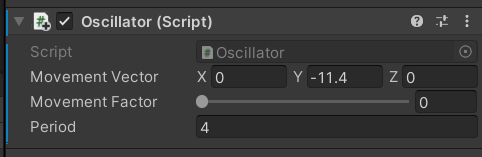 Oscillator (Script)
Script Oscillator
Movement Vector X 0 Y -11.4 Z 0
Movement Factor 0
Period 4